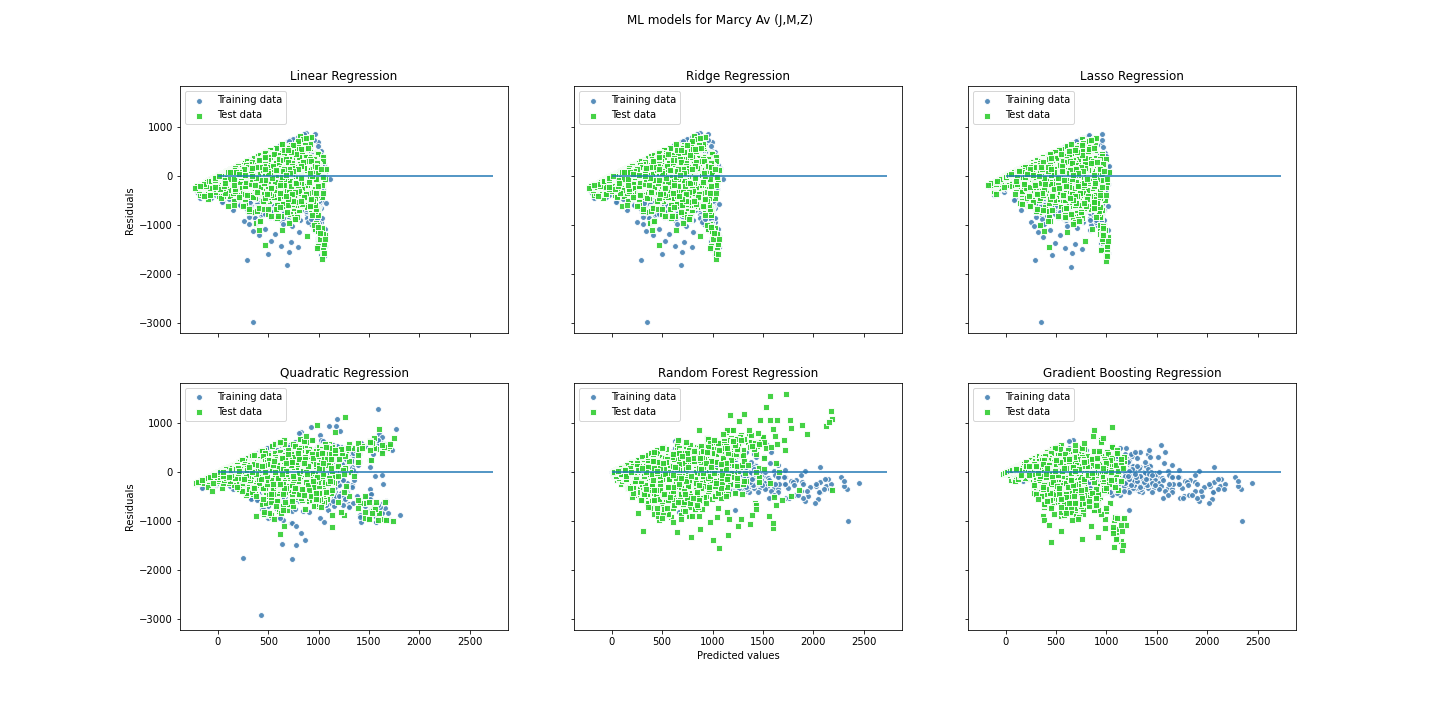 ML models for Marcy Av (J,M,Z)
Linear Regression
Training data
Test data
1000
0
−1000
−2000
−3000
Residuals
Ridge Regression
Training data
Test data
Lasso Regression
Training data
Test data
Quadratic Regression
Training data
Test data
1000
0
−1000
−2000
−3000
Residuals
0 500 1000 1500 2000 2500
Random Forest Regression
Training data
Test data
0 500 1000 1500 2000 2500
Predicted values
Gradient Boosting Regression
Training data
Test data
0 500 1000 1500 2000 2500